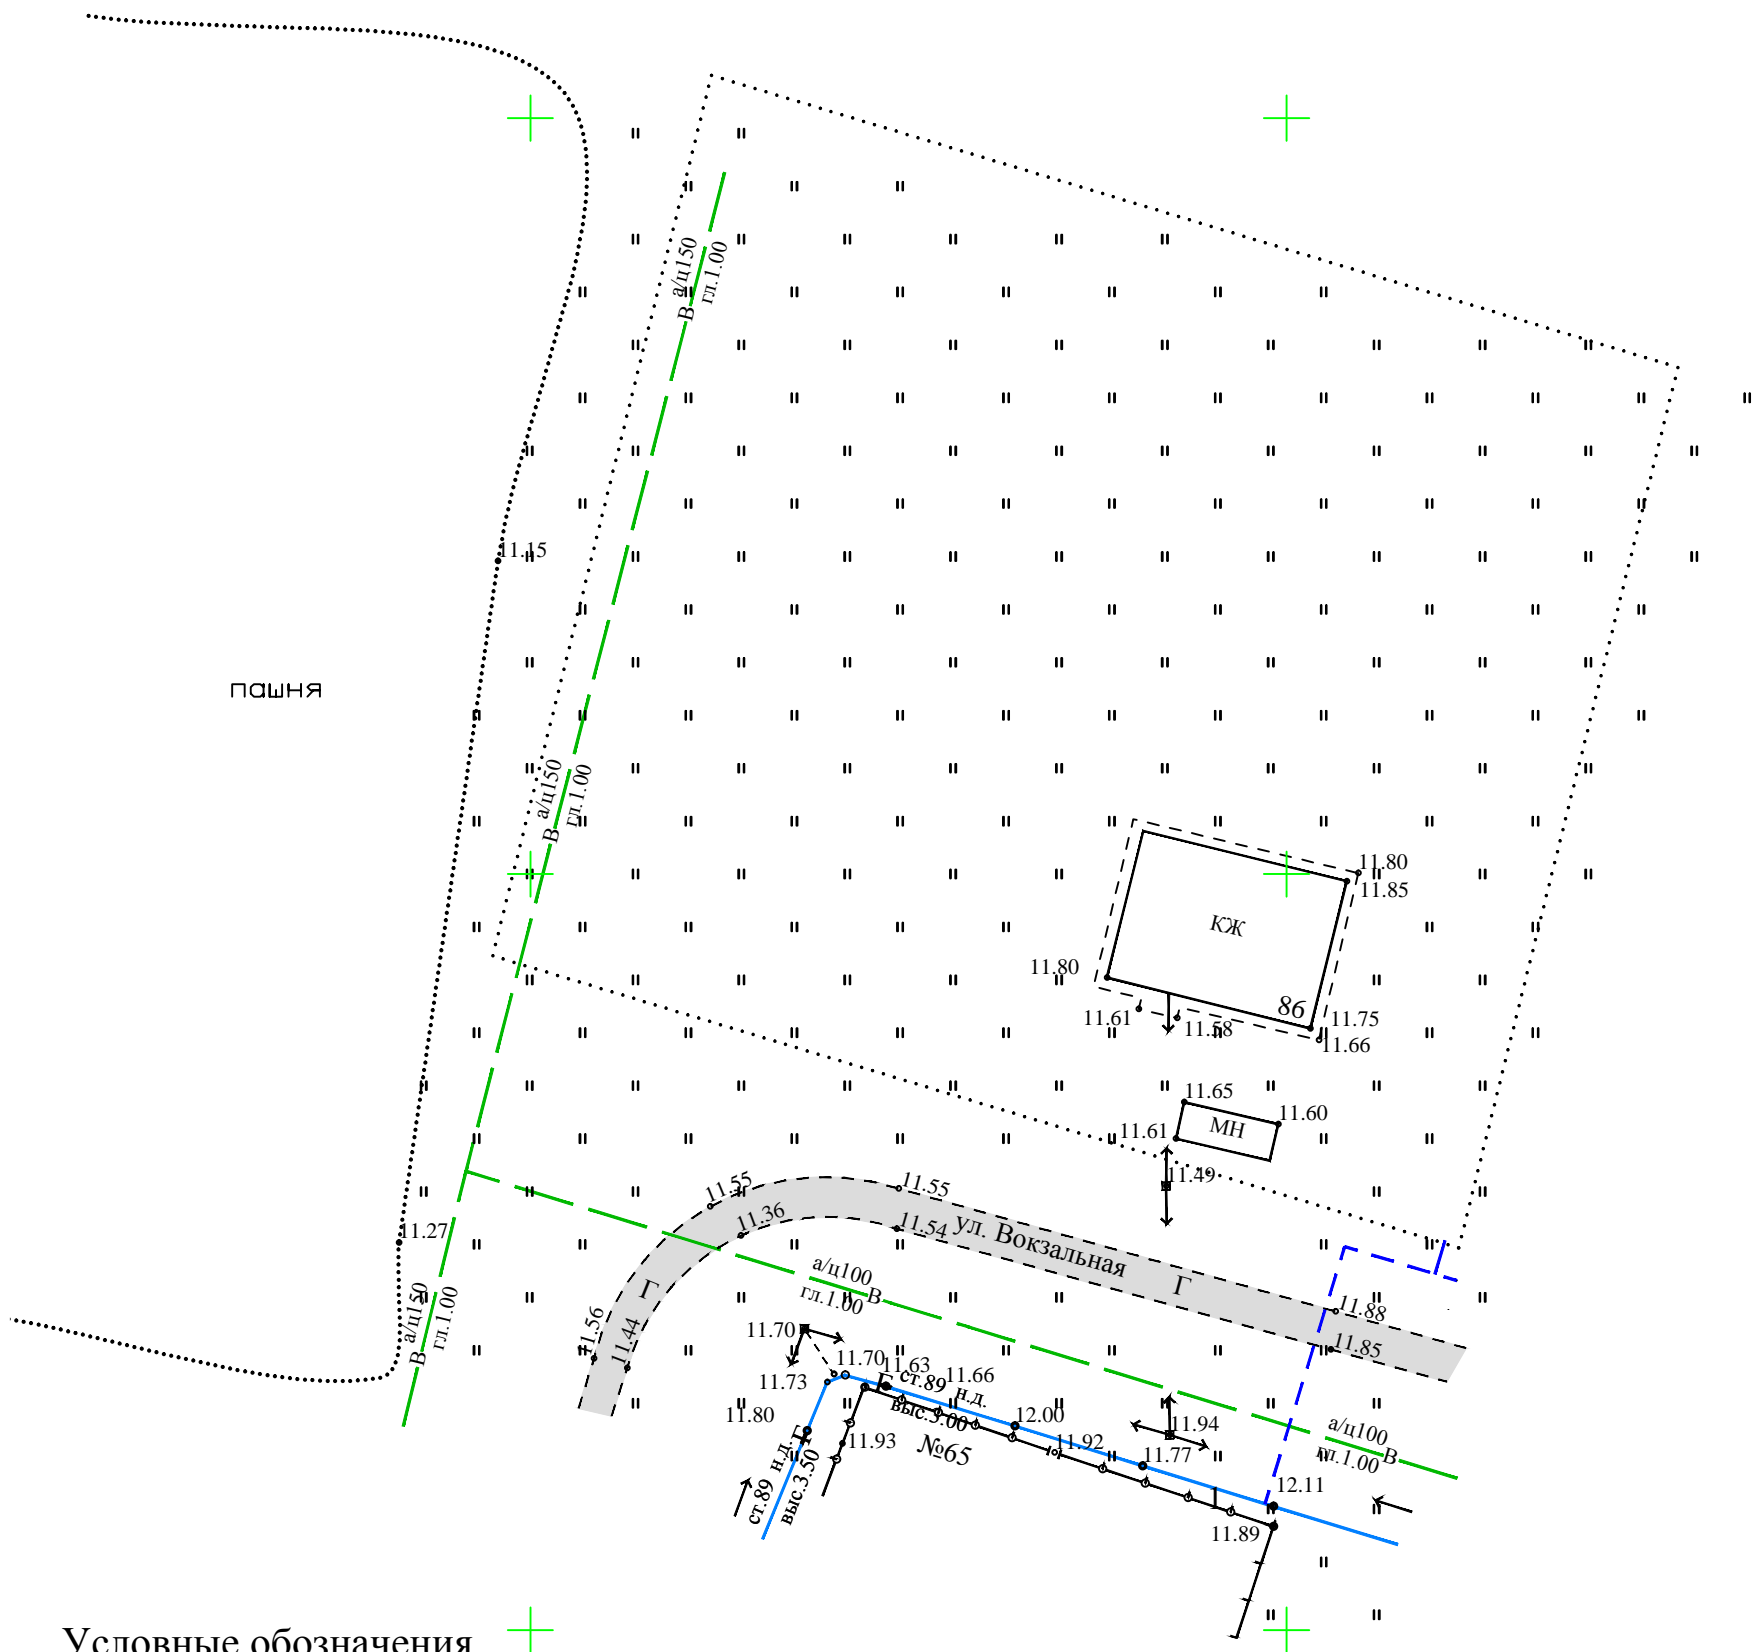 В а/ц150
гл.1.00
11.15
пашня
В а/ц150
гл.1.00
11.80
11.85
КЖ
11.80
86
11.61
11.58
11.75
11.66
11.65
11.60
МН
11.61
11.49
11.55
11.55
11.36
11.54
ул. Вокзальная
Г
11.27
Г
а/ц100
В
гл.1.00
В а/ц150
гл.1.00
11.56
11.44
11.88
11.85
11.70
11.70
11.63
11.66
11.73
ст.89 н.д.
выс.3.00
Г
11.80
12.00
11.94
11.93
№65
11.92
11.77
а/ц100
В
гл.1.00
Г
ст.89 н.д.
выс.3.50
12.11
11.89
Условные обозначения